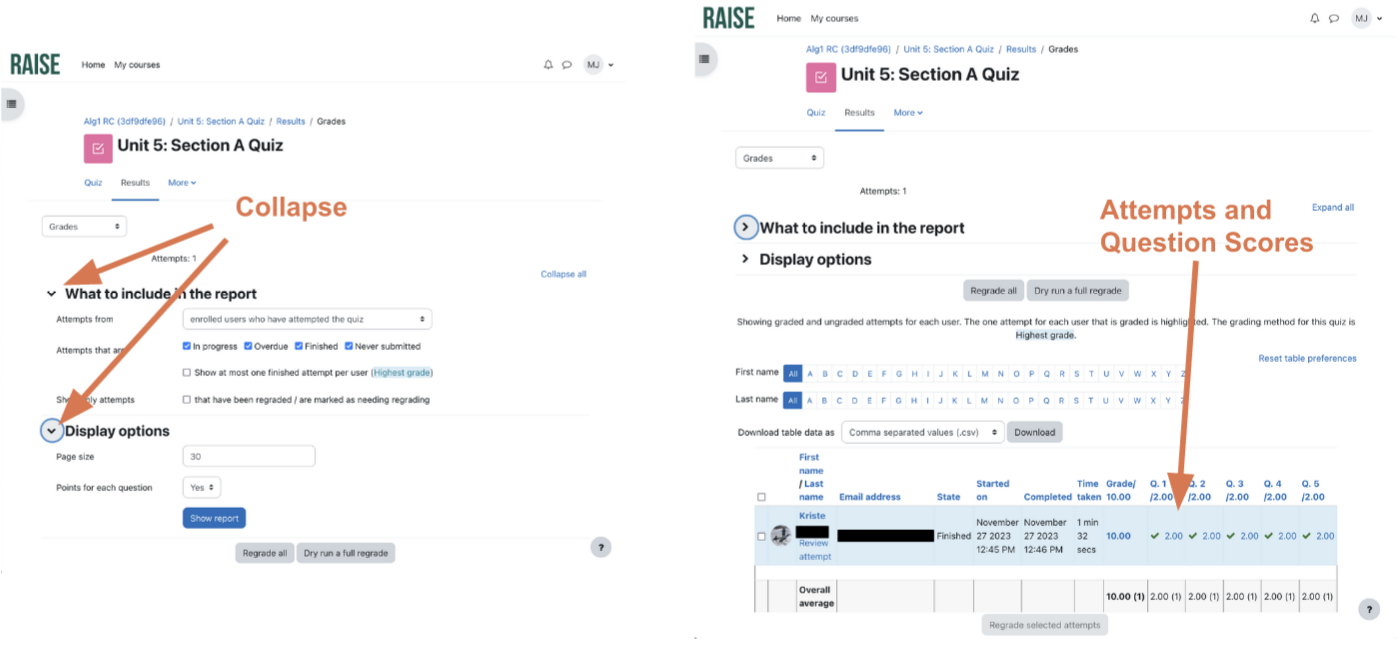 RAISE Home My courses MJ
Alg1 RC (3df9dfe96) / Unit 5: Section A Quiz / Results / Grades
Unit 5: Section A Quiz
Quiz Results More
Collapse
Grades
Attempts: 1
Collapse all
What to include in the report
Attempts from enrolled users who have attempted the quiz
Attempts that are In progress Overdue Finished Never submitted
Show at most one finished attempt per user (Highest grade)
Show only attempts that have been regraded / are marked as needing regrading
Display options
Page size 30
Points for each question Yes
Show report
Regrade all Dry run a full regrade
?
RAISE Home My courses MJ
Alg1 RC (3df9dfe96) / Unit 5: Section A Quiz / Results / Grades
Unit 5: Section A Quiz
Quiz Results More
Grades
Attempts: 1
Attempts and
Question Scores
Expand all
What to include in the report
Display options
Regrade all Dry run a full regrade
Showing graded and ungraded attempts for each user. The one attempt for each user that is graded is highlighted. The grading method for this quiz is
Highest grade.
Reset table preferences
First name All A B C D E F G H I J K L M N O P Q R S T U V W X Y Z
Last name All A B C D E F G H I J K L M N O P Q R S T U V W X Y Z
Download table data as Comma separated values (.csv) Download
First
name
/ Last Started Time Grade/ Q. 1 Q. 2 Q. 3 Q. 4 Q. 5
name Email address State on Completed taken 10.00 /2.00 /2.00 /2.00 /2.00 /2.00
Kriste
November November 1 min
Finished 27 2023 27 2023 32 10.00 2.00 2.00 2.00 2.00 2.00
Review 12:45 PM 12:46 PM secs
attempt
Overall
average 10.00 (1) 2.00 (1) 2.00 (1) 2.00 (1) 2.00 (1) 2.00 (1)
Regrade selected attempts
?